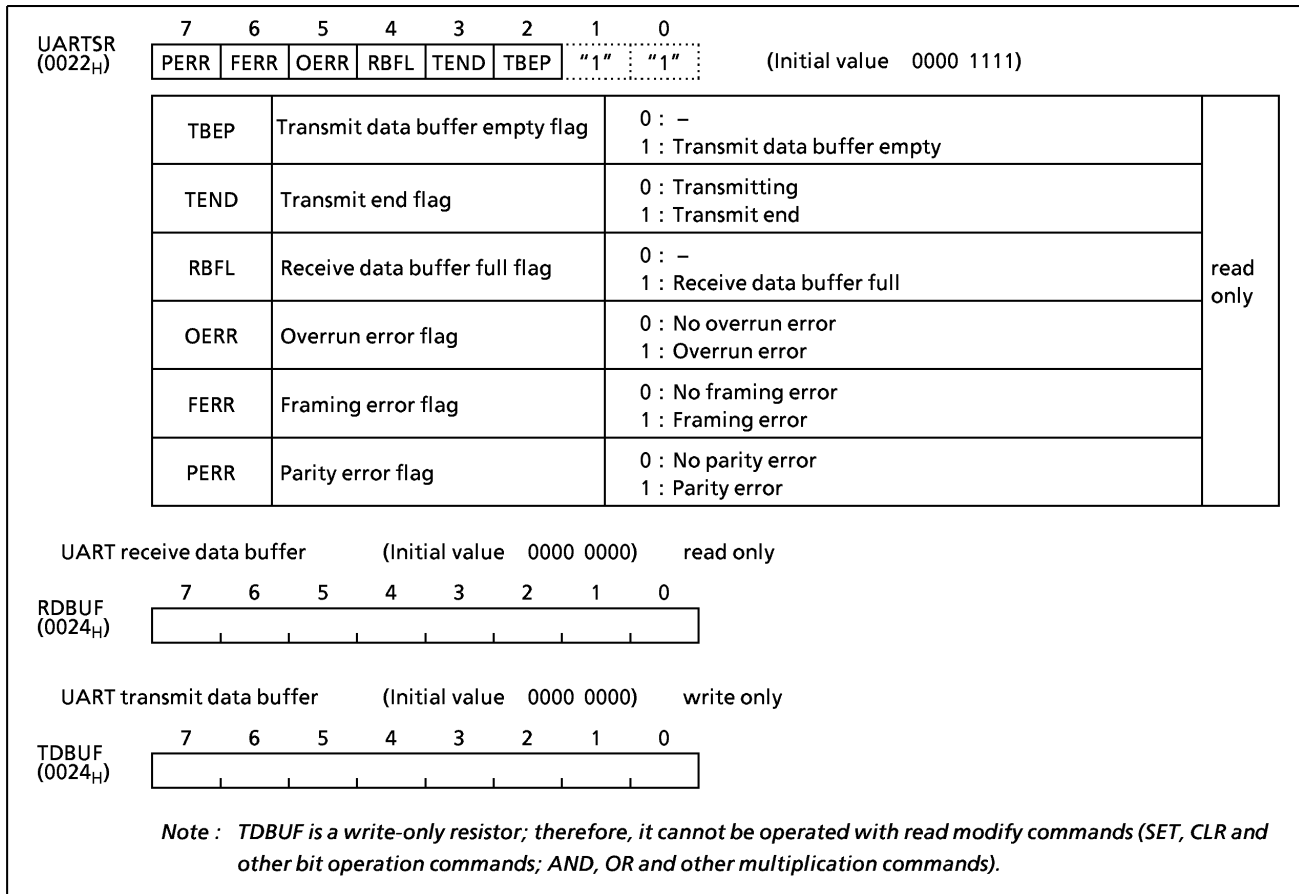 7 6 5 4 3 2 1 0
UARTSR
(0022H)
PERR FERR OERR RBFL TEND TBEP "1" "1" (Initial value 0000 1111)
TBEP Transmit data buffer empty flag 0 : –
1 : Transmit data buffer empty
TEND Transmit end flag 0 : Transmitting
1 : Transmit end
RBFL Receive data buffer full flag 0 : –
1 : Receive data buffer full
read
only
OERR Overrun error flag 0 : No overrun error
1 : Overrun error
FERR Framing error flag 0 : No framing error
1 : Framing error
PERR Parity error flag 0 : No parity error
1 : Parity error
UART receive data buffer (Initial value 0000 0000) read only
7 6 5 4 3 2 1 0
RDBUF
(0024H)
UART transmit data buffer (Initial value 0000 0000) write only
7 6 5 4 3 2 1 0
TDBUF
(0024H)
Note : TDBUF is a write-only resistor; therefore, it cannot be operated with read modify commands (SET, CLR and
other bit operation commands; AND, OR and other multiplication commands).